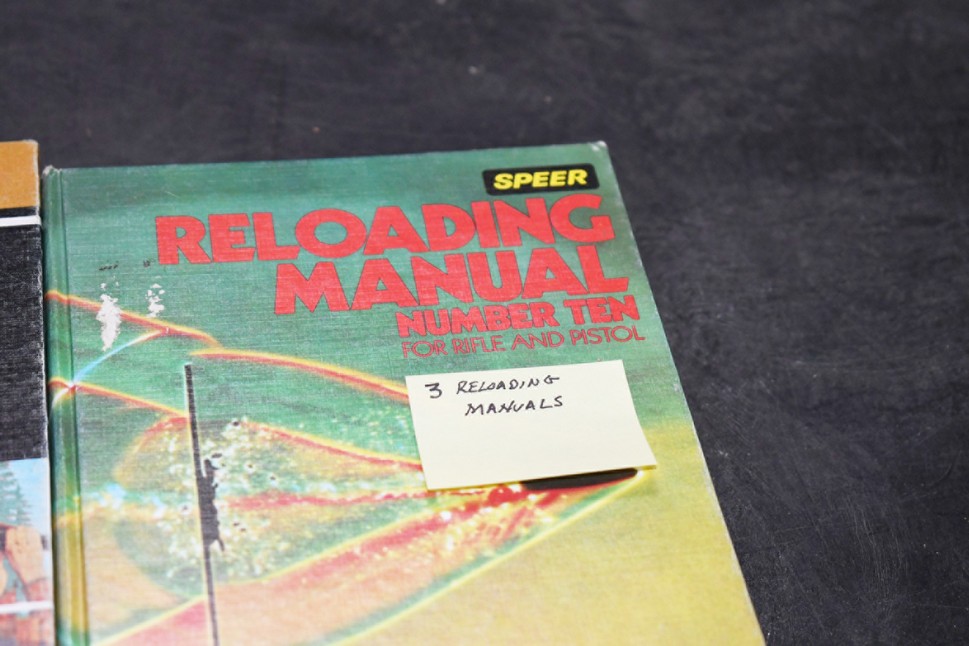 SPEER
RELOADING
MANUAL
NUMBER TEN
FOR RIFLE AND PISTOL
3 RELOADING
MANUALS